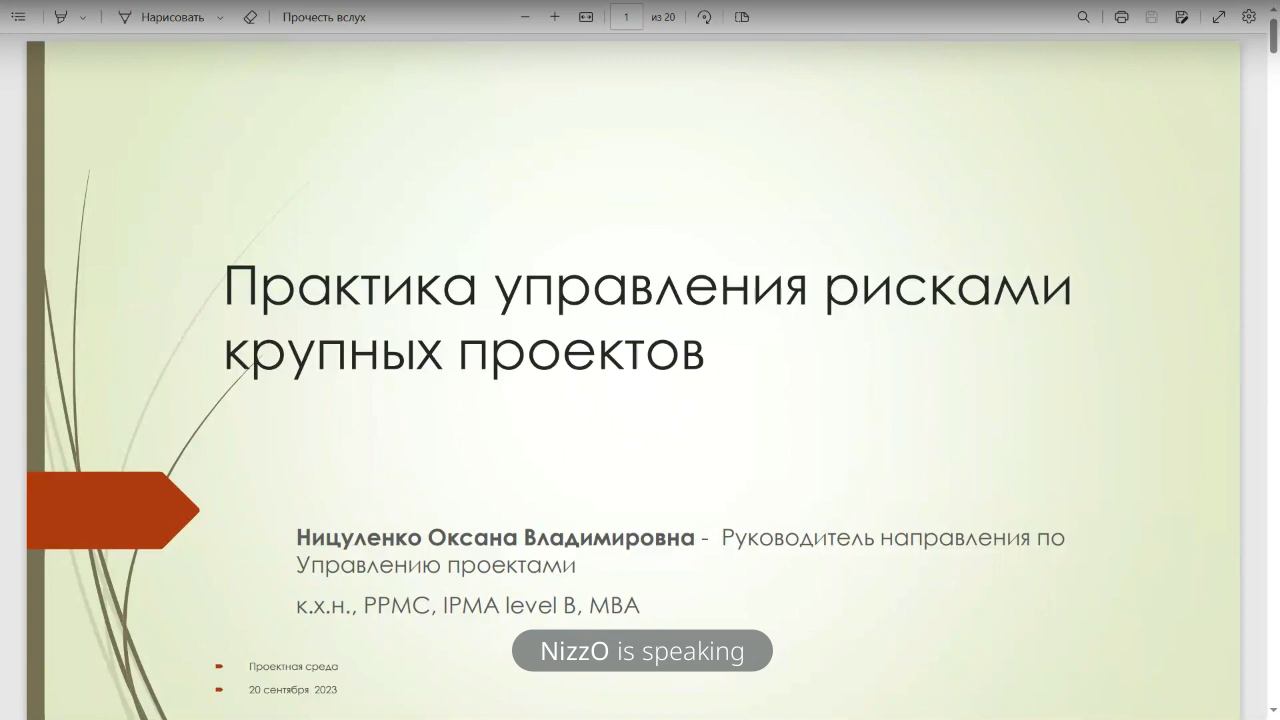 Нарисовать
Прочесть вслух
1
из 20
Практика управления рисками
крупных проектов
Ницуленко Оксана Владимировна - Руководитель направления по
Управлению проектами
к.х.н., PPMC, IPMA level B, MBA
NizzO is speaking
Проектная среда
20 сентября 2023